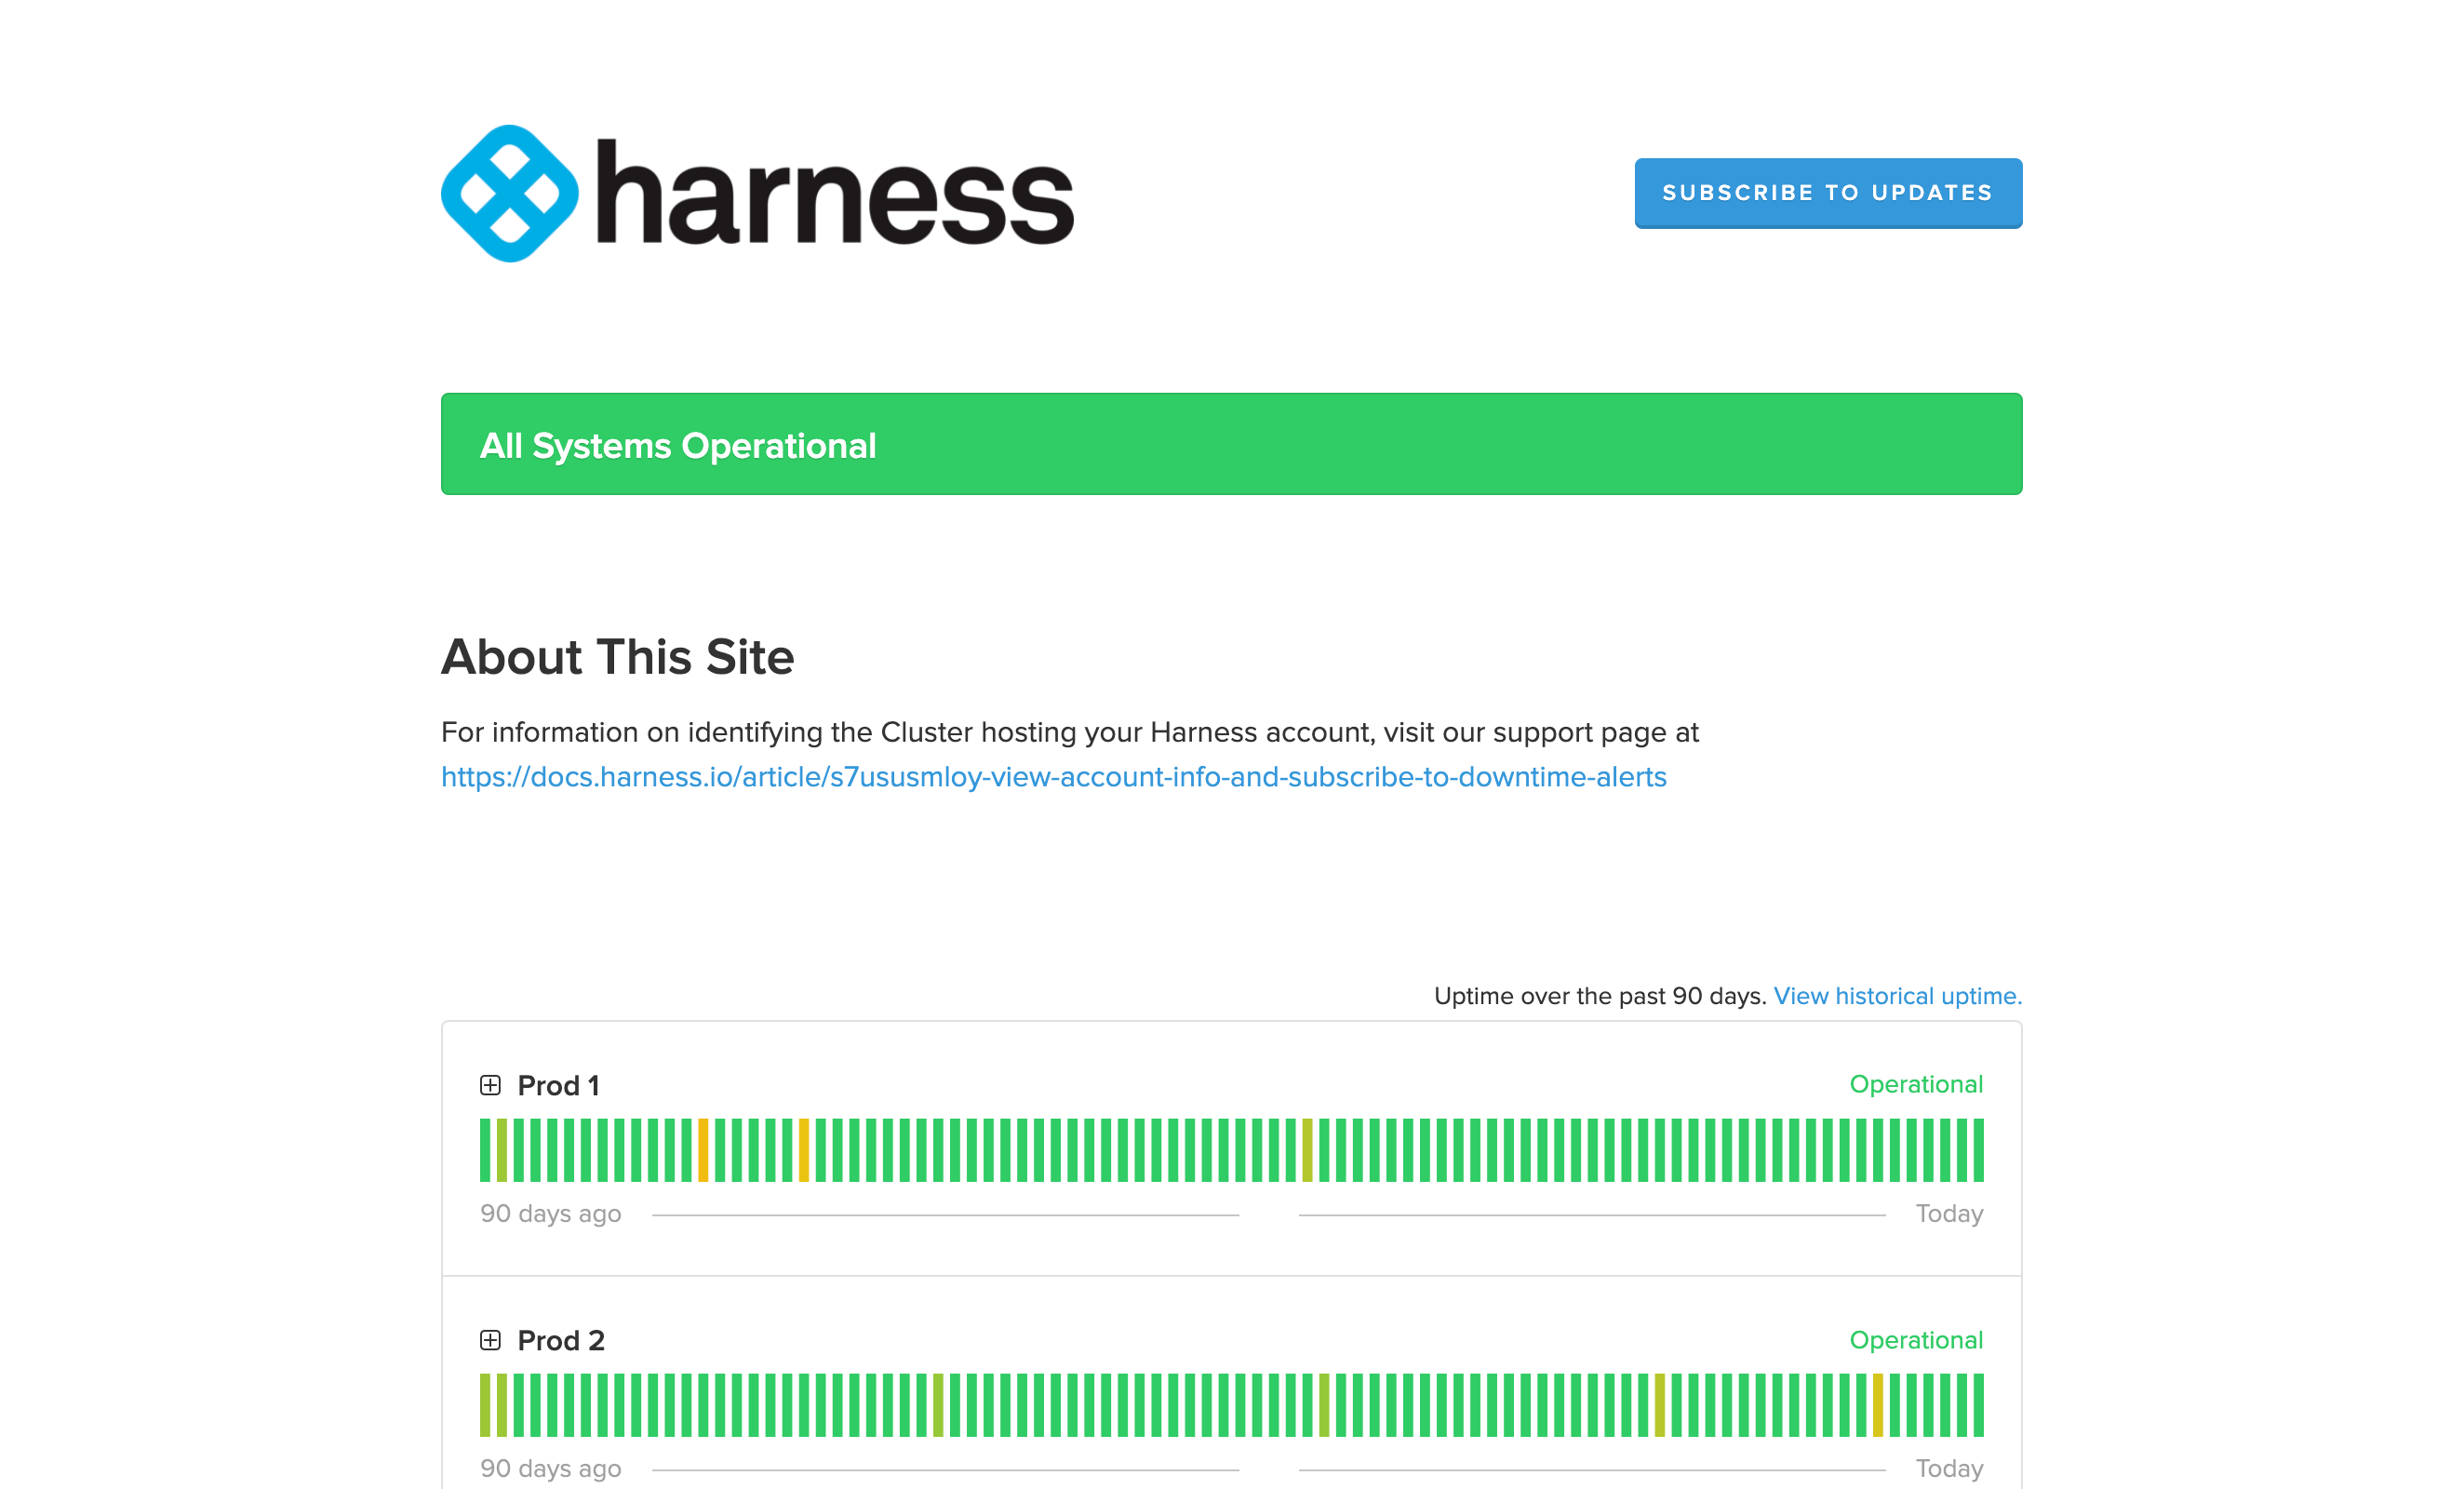 harness
SUBSCRIBE TO UPDATES
All Systems Operational
About This Site
For information on identifying the Cluster hosting your Harness account, visit our support page at
https://docs.harness.io/article/s7ususmloy-view-account-info-and-subscribe-to-downtime-alerts
Uptime over the past 90 days. View historical uptime.
Prod 1 Operational
90 days ago Today
Prod 2 Operational
90 days ago Today